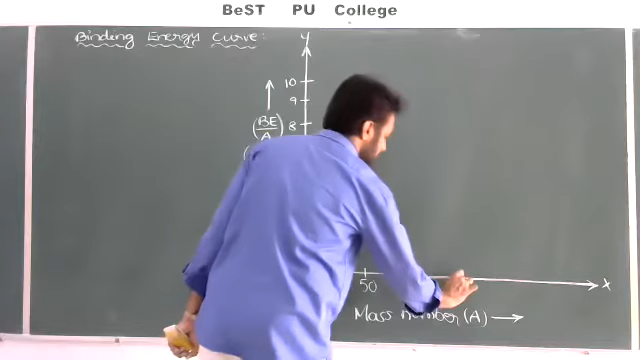 BeST PU College
Binding Energy Curve:
Y
10
9
BE/A
8
50
X
Mass number (A)